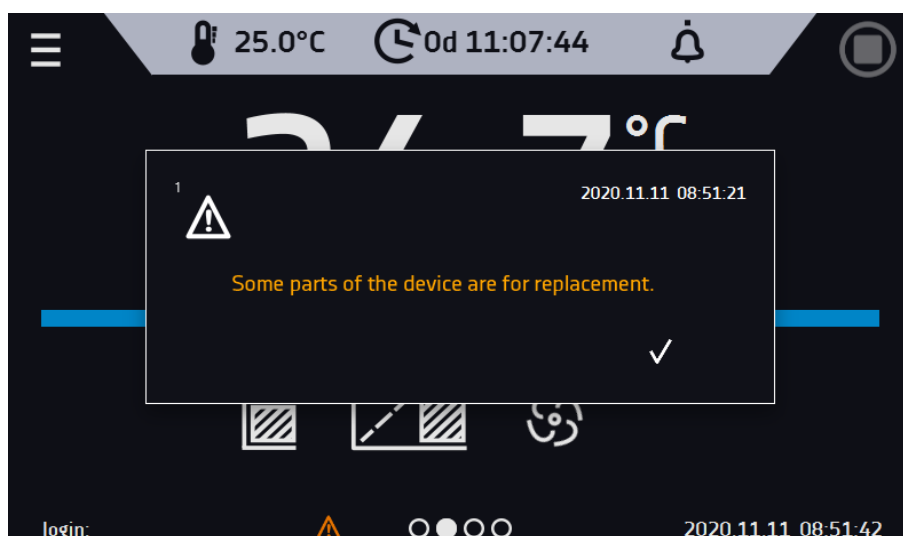 25.0°C 0d 11:07:44
°C
1
2020.11.11 08:51:21
Some parts of the device are for replacement.
login: 2020.11.11 08:51:42